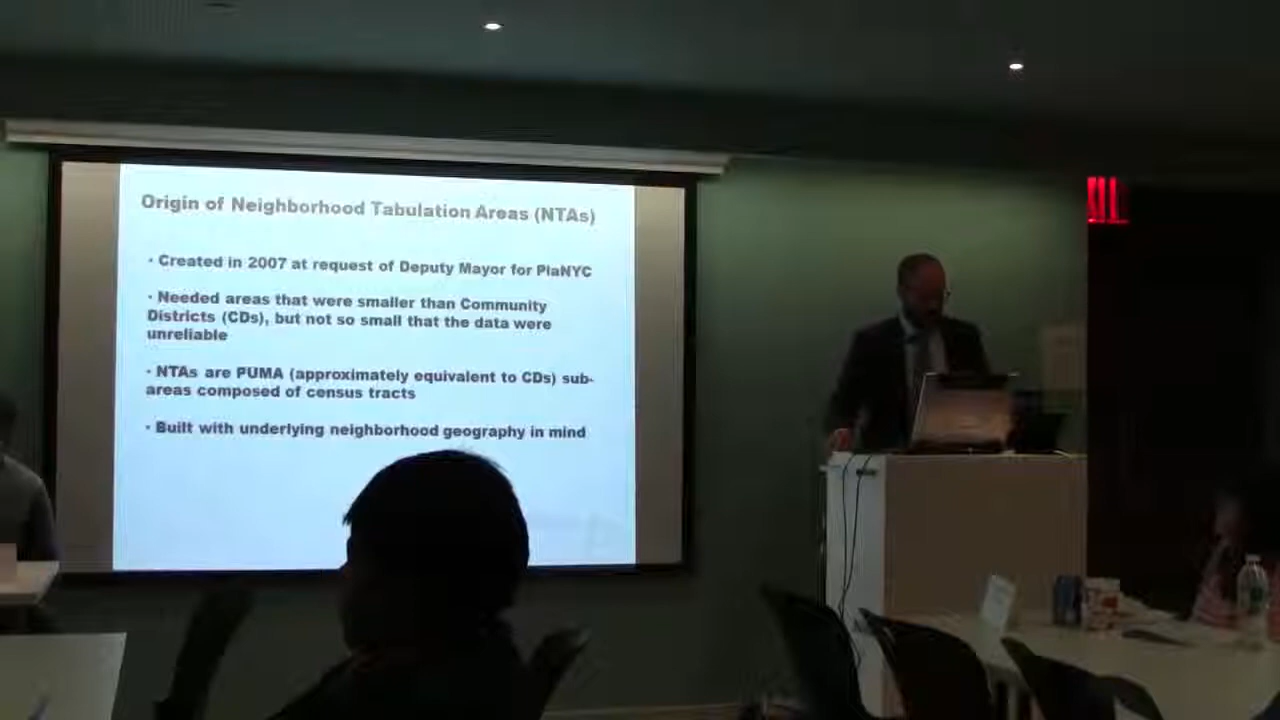 Origin of Neighborhood Tabulation Areas (NTAs)
· Created in 2007 at request of Deputy Mayor for PlaNYC
· Needed areas that were smaller than Community
Districts (CDs), but not so small that the data were
unreliable
· NTAs are PUMA (approximately equivalent to CDs) sub-
areas composed of census tracts
· Built with underlying neighborhood geography in mind